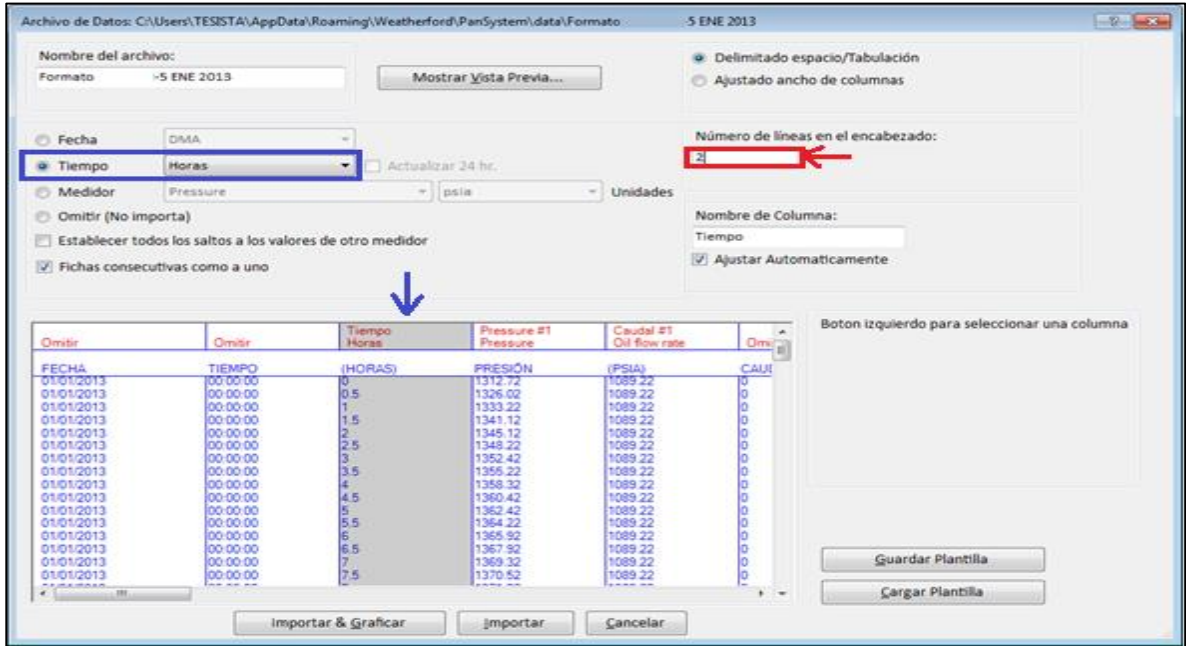 Archivo de Datos: C:\Users\TESISTA\AppData\Roaming\Weatherford\PanSystem\data\Formato 5 ENE 2013
Nombre del archivo:
Formato -5 ENE 2013
Mostrar Vista Previa...
Delimitado espacio/Tabulación
Ajustado ancho de columnas
Fecha DMA
Número de líneas en el encabezado:
Tiempo Horas Actualizar 24 hr.
2
Medidor Pressure psia Unidades
Omitir (No importa)
Nombre de Columna:
Establecer todos los saltos a los valores de otro medidor
Tiempo
Fichas consecutivas como a uno
Ajustar Automaticamente
Boton izquierdo para seleccionar una columna
Tiempo Pressure #1 Caudal #1
Omitir Omitir Horas Pressure Oil flow rate
FECHA TIEMPO (HORAS) PRESIÓN (PSIA)
01/01/2013 00:00:00 0 1312.72 1089.22 0
01/01/2013 00:00:00 0.5 1326.02 1089.22 0
01/01/2013 00:00:00 1 1333.22 1089.22 0
01/01/2013 00:00:00 1.5 1341.12 1089.22 0
01/01/2013 00:00:00 2 1345.12 1089.22 0
01/01/2013 00:00:00 2.5 1348.22 1089.22 0
01/01/2013 00:00:00 3 1352.42 1089.22 0
01/01/2013 00:00:00 3.5 1355.22 1089.22 0
01/01/2013 00:00:00 4 1358.32 1089.22 0
01/01/2013 00:00:00 4.5 1360.42 1089.22 0
01/01/2013 00:00:00 5 1362.42 1089.22 0
01/01/2013 00:00:00 5.5 1364.22 1089.22 0
01/01/2013 00:00:00 6 1365.92 1089.22 0
01/01/2013 00:00:00 6.5 1367.92 1089.22 0
01/01/2013 00:00:00 7 1369.32 1089.22 0
01/01/2013 00:00:00 7.5 1370.52 1089.22 0
Guardar Plantilla
Cargar Plantilla
Importar & Graficar
Importar
Cancelar